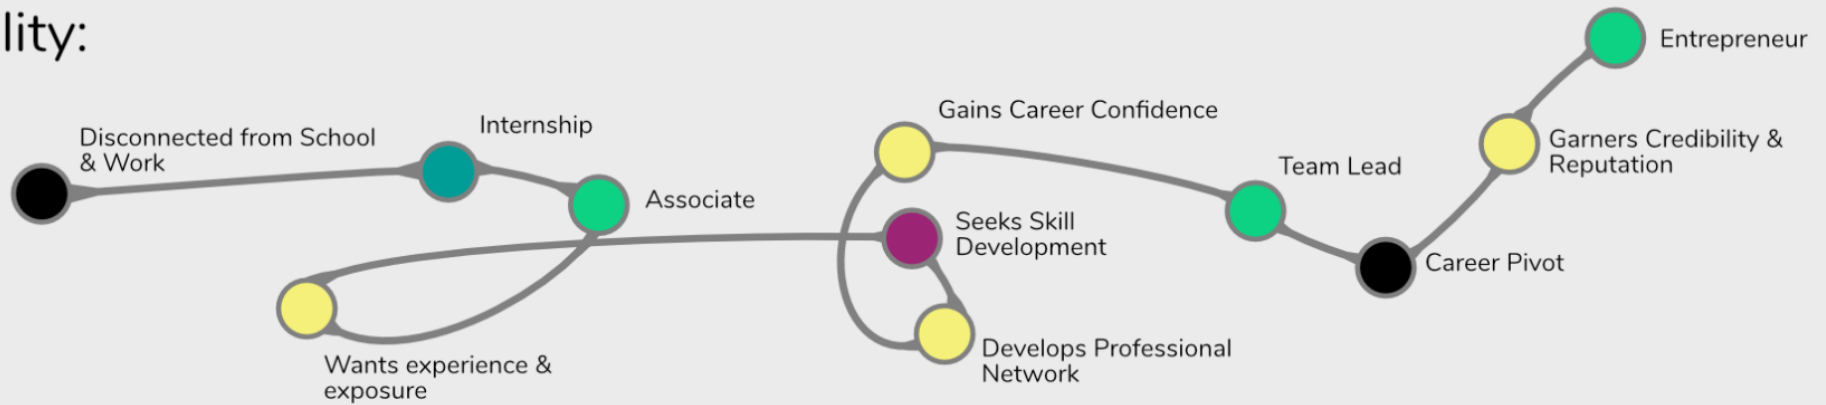 lity:
Disconnected from School
& Work
Internship
Associate
Wants experience &
exposure
Gains Career Confidence
Seeks Skill
Development
Develops Professional
Network
Team Lead
Career Pivot
Garners Credibility &
Reputation
Entrepreneur